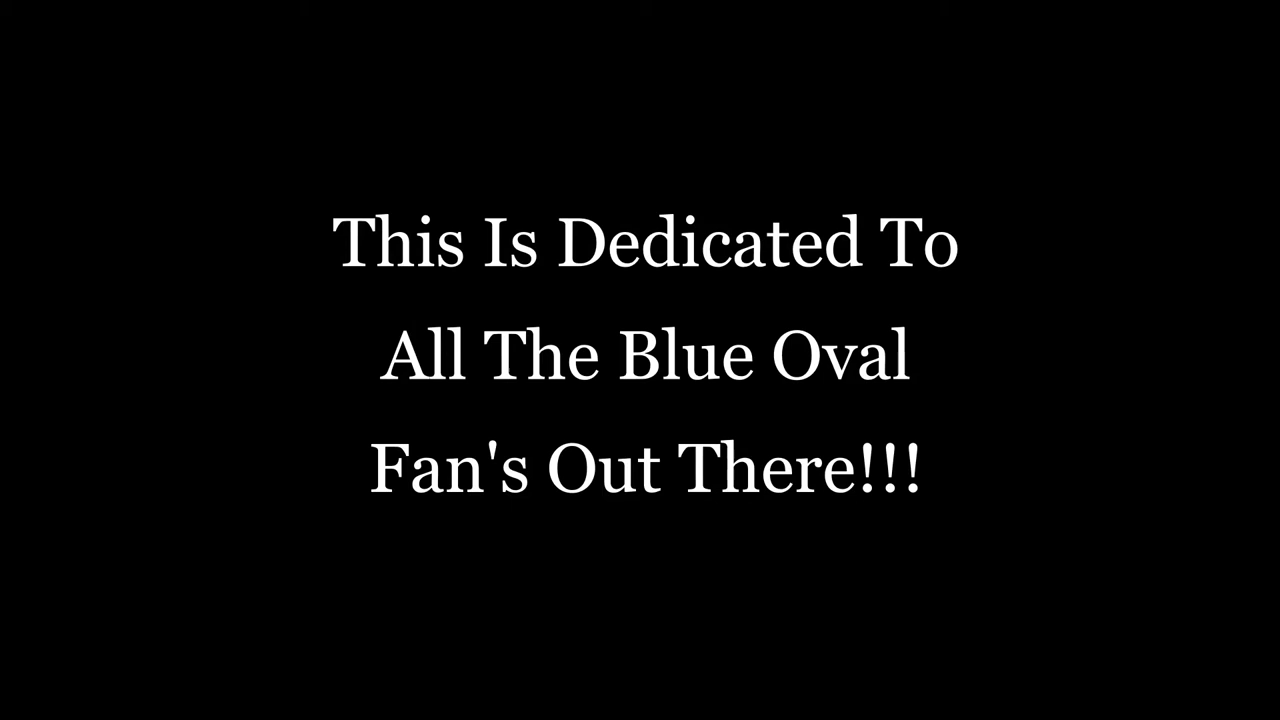 This Is Dedicated To
All The Blue Oval
Fan's Out There!!!